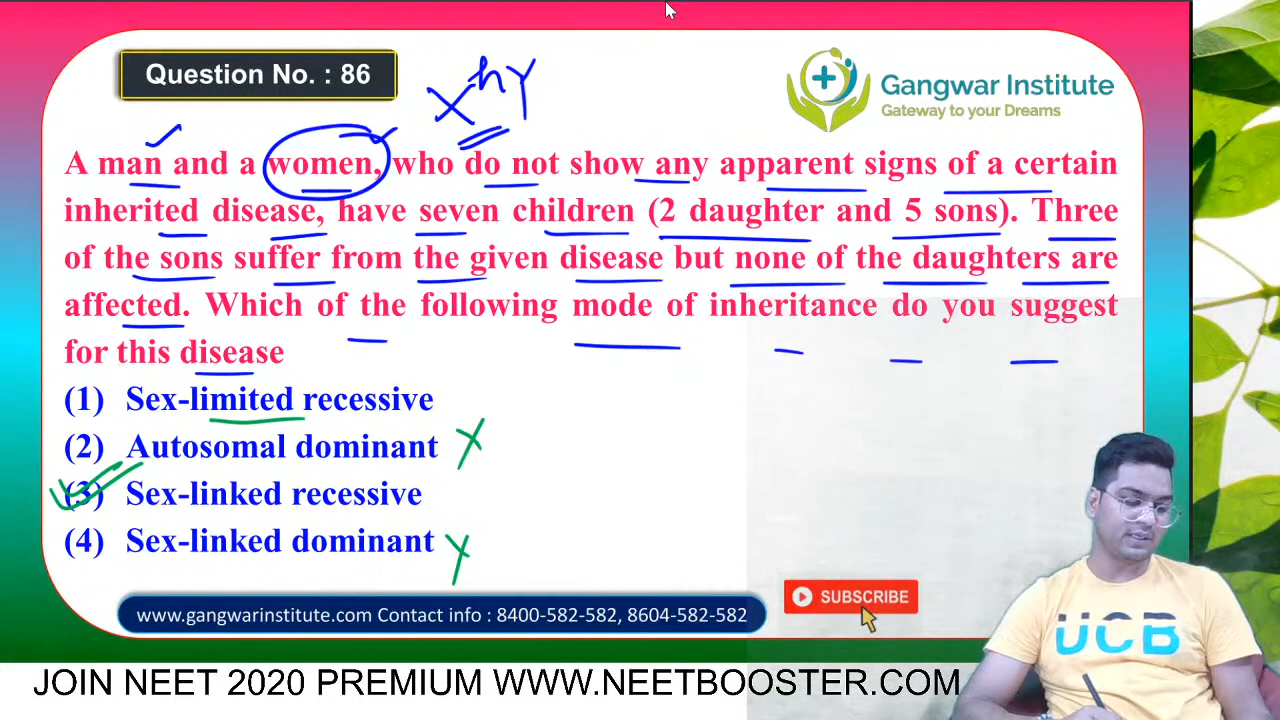 Question No. : 86
XʰY
Gangwar Institute
Gateway to your Dreams
A man and a women, who do not show any apparent signs of a certain
inherited disease, have seven children (2 daughter and 5 sons). Three
of the sons suffer from the given disease but none of the daughters are
affected. Which of the following mode of inheritance do you suggest
for this disease
(1) Sex-limited recessive
(2) Autosomal dominant
(3) Sex-linked recessive
(4) Sex-linked dominant
SUBSCRIBE
www.gangwarinstitute.com Contact info : 8400-582-582, 8604-582-582
UCB
JOIN NEET 2020 PREMIUM WWW.NEETBOOSTER.COM